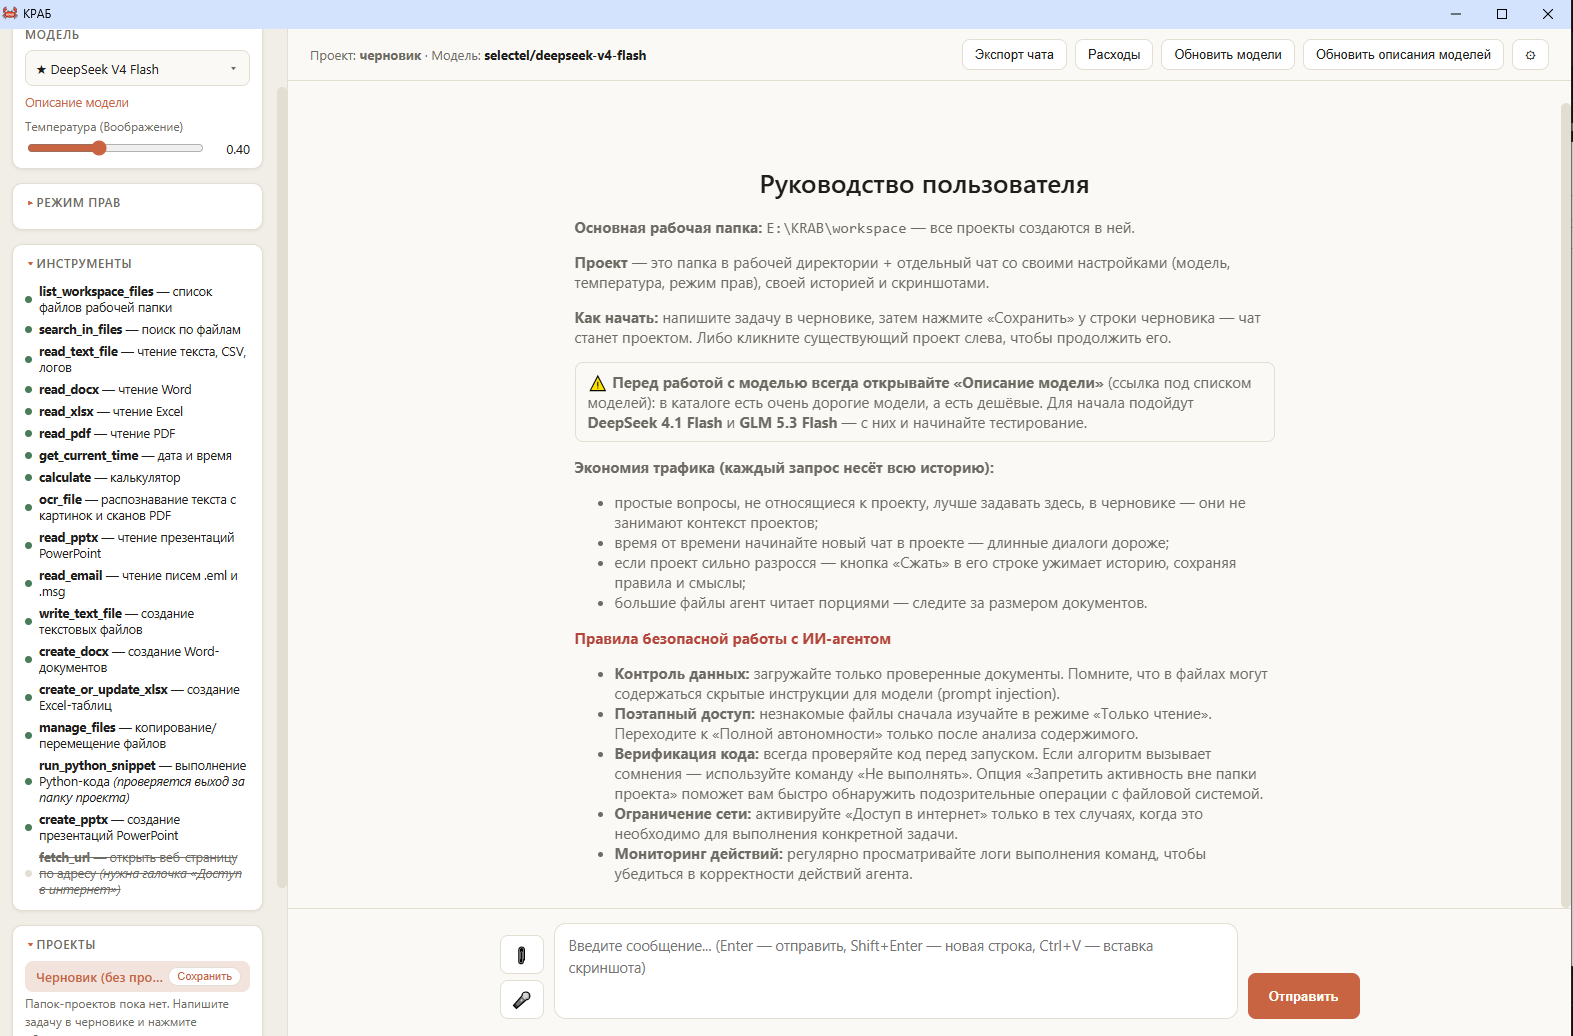 КРАБ
МОДЕЛЬ
★ DeepSeek V4 Flash
Описание модели
Температура (Воображение)
0.40
РЕЖИМ ПРАВ
ИНСТРУМЕНТЫ
list_workspace_files — список
файлов рабочей папки
search_in_files — поиск по файлам
read_text_file — чтение текста, CSV,
логов
read_docx — чтение Word
read_xlsx — чтение Excel
read_pdf — чтение PDF
get_current_time — дата и время
calculate — калькулятор
ocr_file — распознавание текста с
картинок и сканов PDF
read_pptx — чтение презентаций
PowerPoint
read_email — чтение писем .eml и
.msg
write_text_file — создание
текстовых файлов
create_docx — создание Word-
документов
create_or_update_xlsx — создание
Excel-таблиц
manage_files — копирование/
перемещение файлов
run_python_snippet — выполнение
Python-кода (проверяется выход за
папку проекта)
create_pptx — создание
презентаций PowerPoint
fetch_url — открыть веб-страницу
по адресу (нужна галочка «Доступ
в интернет»)
ПРОЕКТЫ
Черновик (без про... Сохранить
Папок-проектов пока нет. Напишите
задачу в черновике и нажмите
Проект: черновик · Модель: selectel/deepseek-v4-flash
Экспорт чата
Расходы
Обновить модели
Обновить описания моделей
Руководство пользователя
Основная рабочая папка: E:\KRAB\workspace — все проекты создаются в ней.
Проект — это папка в рабочей директории + отдельный чат со своими настройками (модель,
температура, режим прав), своей историей и скриншотами.
Как начать: напишите задачу в черновике, затем нажмите «Сохранить» у строки черновика — чат
станет проектом. Либо кликните существующий проект слева, чтобы продолжить его.
⚠ Перед работой с моделью всегда открывайте «Описание модели» (ссылка под списком
моделей): в каталоге есть очень дорогие модели, а есть дешёвые. Для начала подойдут
DeepSeek 4.1 Flash и GLM 5.3 Flash — с них и начинайте тестирование.
Экономия трафика (каждый запрос несёт всю историю):
• простые вопросы, не относящиеся к проекту, лучше задавать здесь, в черновике — они не
занимают контекст проектов;
• время от времени начинайте новый чат в проекте — длинные диалоги дороже;
• если проект сильно разросся — кнопка «Сжать» в его строке ужимает историю, сохраняя
правила и смыслы;
• большие файлы агент читает порциями — следите за размером документов.
Правила безопасной работы с ИИ-агентом
• Контроль данных: загружайте только проверенные документы. Помните, что в файлах могут
содержаться скрытые инструкции для модели (prompt injection).
• Поэтапный доступ: незнакомые файлы сначала изучайте в режиме «Только чтение».
Переходите к «Полной автономности» только после анализа содержимого.
• Верификация кода: всегда проверяйте код перед запуском. Если алгоритм вызывает
сомнения — используйте команду «Не выполнять». Опция «Запретить активность вне папки
проекта» поможет вам быстро обнаружить подозрительные операции с файловой системой.
• Ограничение сети: активируйте «Доступ в интернет» только в тех случаях, когда это
необходимо для выполнения конкретной задачи.
• Мониторинг действий: регулярно просматривайте логи выполнения команд, чтобы
убедиться в корректности действий агента.
Введите сообщение... (Enter — отправить, Shift+Enter — новая строка, Ctrl+V — вставка
скриншота)
Отправить